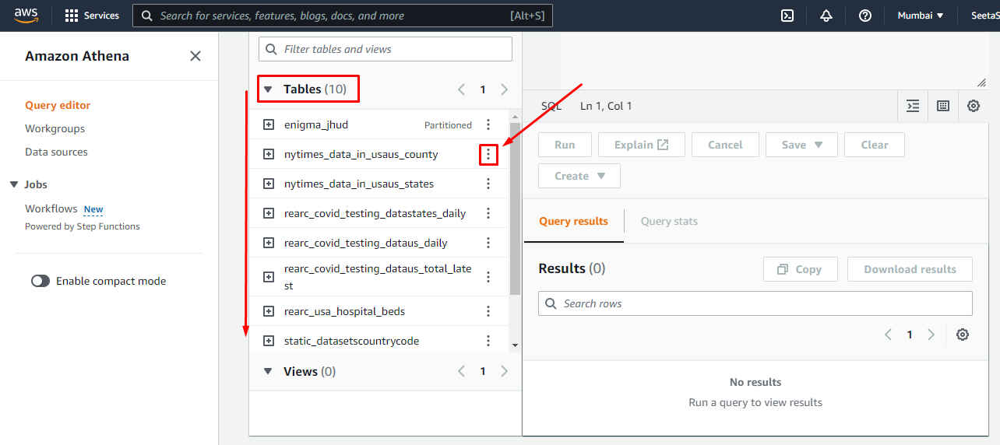 aws
Services
Search for services, features, blogs, docs, and more
[Alt+S]
Mumbai
SeetaS
Amazon Athena
Query editor
Workgroups
Data sources
Jobs
Workflows New
Powered by Step Functions
Enable compact mode
Filter tables and views
Tables (10)
1
enigma_jhud
Partitioned
nytimes_data_in_usaus_county
nytimes_data_in_usaus_states
rearc_covid_testing_datastates_daily
rearc_covid_testing_dataus_daily
rearc_covid_testing_dataus_total_late
st
rearc_usa_hospital_beds
static_datasetscountrycode
Views (0)
1
SQL
Ln 1, Col 1
Run
Explain
Cancel
Save
Clear
Create
Query results
Query stats
Results (0)
Copy
Download results
Search rows
1
No results
Run a query to view results